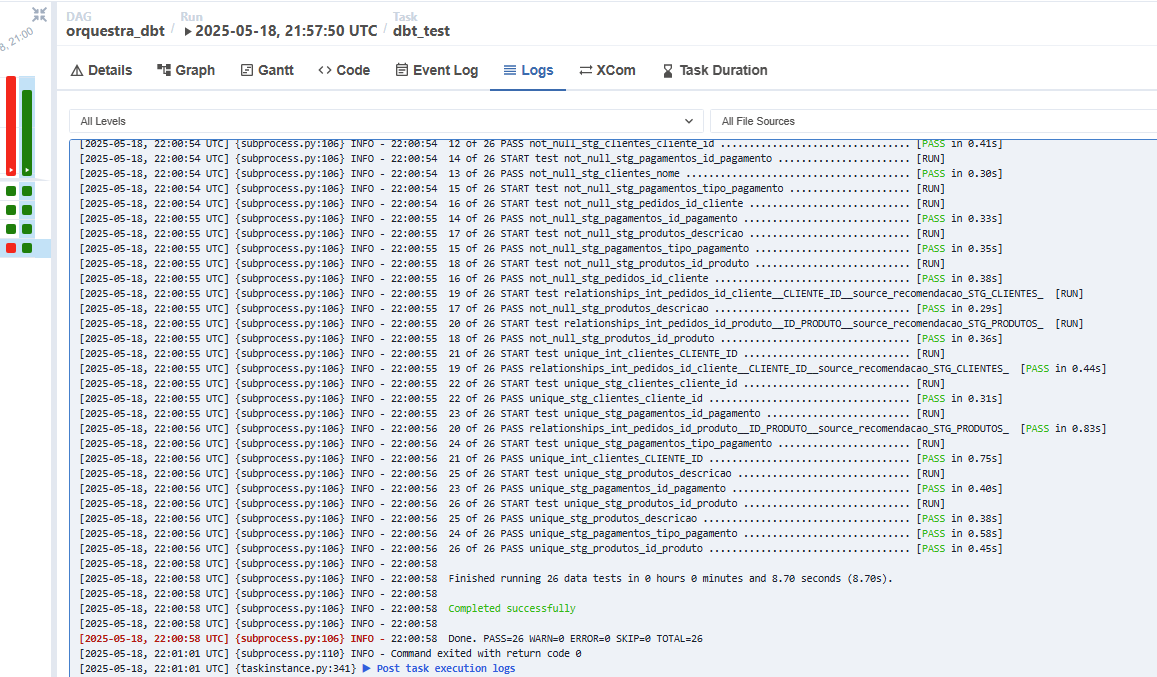 DAG
orquestra_dbt
Run
2025-05-18, 21:57:50 UTC
Task
dbt_test
8, 21:00
Details
Graph
Gantt
Code
Event Log
Logs
XCom
Task Duration
All Levels
All File Sources
[2025-05-18, 22:00:54 UTC] {subprocess.py:106} INFO - 22:00:54  12 of 26 PASS not_null_stg_clientes_cliente_id ................................. [PASS in 0.41s]
[2025-05-18, 22:00:54 UTC] {subprocess.py:106} INFO - 22:00:54  14 of 26 START test not_null_stg_pagamentos_id_pagamento ....................... [RUN]
[2025-05-18, 22:00:54 UTC] {subprocess.py:106} INFO - 22:00:54  13 of 26 PASS not_null_stg_clientes_nome ....................................... [PASS in 0.30s]
[2025-05-18, 22:00:54 UTC] {subprocess.py:106} INFO - 22:00:54  15 of 26 START test not_null_stg_pagamentos_tipo_pagamento ..................... [RUN]
[2025-05-18, 22:00:54 UTC] {subprocess.py:106} INFO - 22:00:54  16 of 26 START test not_null_stg_pedidos_id_cliente ............................ [RUN]
[2025-05-18, 22:00:55 UTC] {subprocess.py:106} INFO - 22:00:55  14 of 26 PASS not_null_stg_pagamentos_id_pagamento ............................. [PASS in 0.33s]
[2025-05-18, 22:00:55 UTC] {subprocess.py:106} INFO - 22:00:55  17 of 26 START test not_null_stg_produtos_descricao ............................ [RUN]
[2025-05-18, 22:00:55 UTC] {subprocess.py:106} INFO - 22:00:55  15 of 26 PASS not_null_stg_pagamentos_tipo_pagamento ........................... [PASS in 0.35s]
[2025-05-18, 22:00:55 UTC] {subprocess.py:106} INFO - 22:00:55  18 of 26 START test not_null_stg_produtos_id_produto ........................... [RUN]
[2025-05-18, 22:00:55 UTC] {subprocess.py:106} INFO - 22:00:55  16 of 26 PASS not_null_stg_pedidos_id_cliente .................................. [PASS in 0.38s]
[2025-05-18, 22:00:55 UTC] {subprocess.py:106} INFO - 22:00:55  19 of 26 START test relationships_int_pedidos_id_cliente__CLIENTE_ID__source_recomendacao_STG_CLIENTES_  [RUN]
[2025-05-18, 22:00:55 UTC] {subprocess.py:106} INFO - 22:00:55  17 of 26 PASS not_null_stg_produtos_descricao .................................. [PASS in 0.29s]
[2025-05-18, 22:00:55 UTC] {subprocess.py:106} INFO - 22:00:55  20 of 26 START test relationships_int_pedidos_id_produto__ID_PRODUTO__source_recomendacao_STG_PRODUTOS_  [RUN]
[2025-05-18, 22:00:55 UTC] {subprocess.py:106} INFO - 22:00:55  18 of 26 PASS not_null_stg_produtos_id_produto ................................. [PASS in 0.36s]
[2025-05-18, 22:00:55 UTC] {subprocess.py:106} INFO - 22:00:55  21 of 26 START test unique_int_clientes_CLIENTE_ID ............................. [RUN]
[2025-05-18, 22:00:55 UTC] {subprocess.py:106} INFO - 22:00:55  19 of 26 PASS relationships_int_pedidos_id_cliente__CLIENTE_ID__source_recomendacao_STG_CLIENTES_  [PASS in 0.44s]
[2025-05-18, 22:00:55 UTC] {subprocess.py:106} INFO - 22:00:55  22 of 26 START test unique_stg_clientes_cliente_id ............................. [RUN]
[2025-05-18, 22:00:55 UTC] {subprocess.py:106} INFO - 22:00:55  22 of 26 PASS unique_stg_clientes_cliente_id ................................... [PASS in 0.31s]
[2025-05-18, 22:00:55 UTC] {subprocess.py:106} INFO - 22:00:55  23 of 26 START test unique_stg_pagamentos_id_pagamento ......................... [RUN]
[2025-05-18, 22:00:56 UTC] {subprocess.py:106} INFO - 22:00:56  20 of 26 PASS relationships_int_pedidos_id_produto__ID_PRODUTO__source_recomendacao_STG_PRODUTOS_  [PASS in 0.83s]
[2025-05-18, 22:00:56 UTC] {subprocess.py:106} INFO - 22:00:56  24 of 26 START test unique_stg_pagamentos_tipo_pagamento ....................... [RUN]
[2025-05-18, 22:00:56 UTC] {subprocess.py:106} INFO - 22:00:56  21 of 26 PASS unique_int_clientes_CLIENTE_ID ................................... [PASS in 0.75s]
[2025-05-18, 22:00:56 UTC] {subprocess.py:106} INFO - 22:00:56  25 of 26 START test unique_stg_produtos_descricao .............................. [RUN]
[2025-05-18, 22:00:56 UTC] {subprocess.py:106} INFO - 22:00:56  23 of 26 PASS unique_stg_pagamentos_id_pagamento ............................... [PASS in 0.40s]
[2025-05-18, 22:00:56 UTC] {subprocess.py:106} INFO - 22:00:56  26 of 26 START test unique_stg_produtos_id_produto ............................. [RUN]
[2025-05-18, 22:00:56 UTC] {subprocess.py:106} INFO - 22:00:56  25 of 26 PASS unique_stg_produtos_descricao .................................... [PASS in 0.38s]
[2025-05-18, 22:00:56 UTC] {subprocess.py:106} INFO - 22:00:56  24 of 26 PASS unique_stg_pagamentos_tipo_pagamento ............................. [PASS in 0.58s]
[2025-05-18, 22:00:56 UTC] {subprocess.py:106} INFO - 22:00:56  26 of 26 PASS unique_stg_produtos_id_produto ................................... [PASS in 0.45s]
[2025-05-18, 22:00:58 UTC] {subprocess.py:106} INFO - 22:00:58
[2025-05-18, 22:00:58 UTC] {subprocess.py:106} INFO - 22:00:58  Finished running 26 data tests in 0 hours 0 minutes and 8.70 seconds (8.70s).
[2025-05-18, 22:00:58 UTC] {subprocess.py:106} INFO - 22:00:58
[2025-05-18, 22:00:58 UTC] {subprocess.py:106} INFO - 22:00:58  Completed successfully
[2025-05-18, 22:00:58 UTC] {subprocess.py:106} INFO - 22:00:58
[2025-05-18, 22:00:58 UTC] {subprocess.py:106} INFO - 22:00:58  Done. PASS=26 WARN=0 ERROR=0 SKIP=0 TOTAL=26
[2025-05-18, 22:01:01 UTC] {subprocess.py:110} INFO - Command exited with return code 0
[2025-05-18, 22:01:01 UTC] {taskinstance.py:341} ▶ Post task execution logs